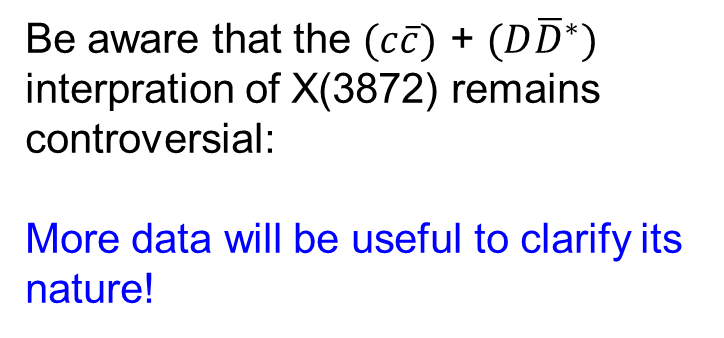 Be aware that the (cc̄) + (DD̄*)
interpration of X(3872) remains
controversial:
More data will be useful to clarify its
nature!